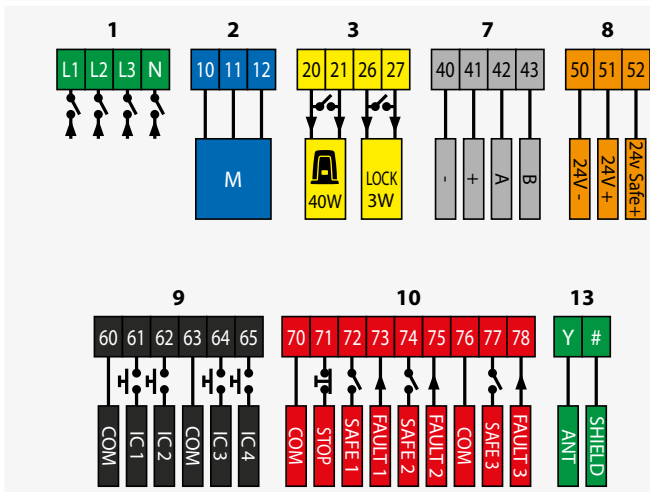 1 2 3 7 8
L1 L2 L3 N 10 11 12 20 21 26 27 40 41 42 43 50 51 52
M 40W LOCK 3W - + A B 24V - 24V + 24v Safe+
9 10 13
60 61 62 63 64 65 70 71 72 73 74 75 76 77 78 Y #
COM IC 1 IC 2 COM IC 3 IC 4 COM STOP SAFE 1 FAULT 1 SAFE 2 FAULT 2 COM SAFE 3 FAULT 3 ANT SHIELD